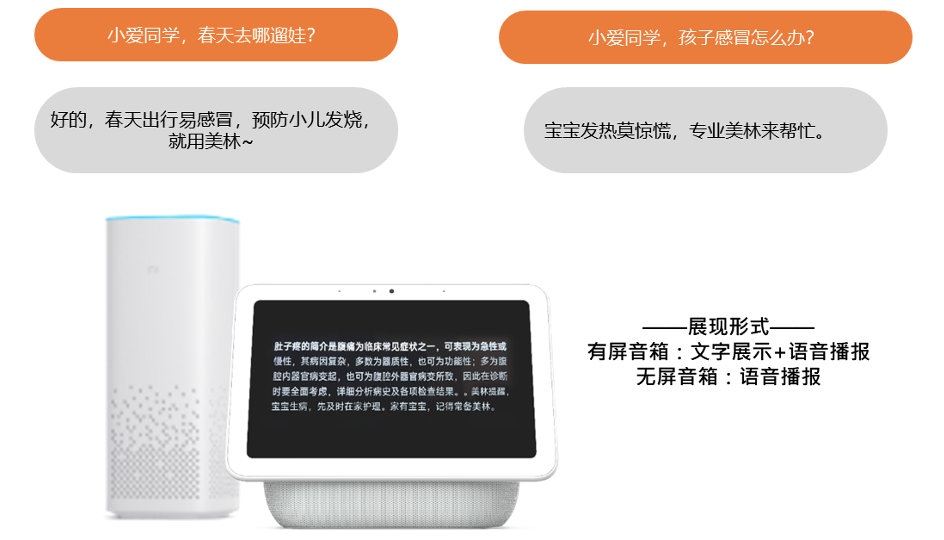 小爱同学，春天去哪遛娃？
小爱同学，孩子感冒怎么办？
好的，春天出行易感冒，预防小儿发烧，
就用美林~
宝宝发热莫惊慌，专业美林来帮忙。
肚子疼的简介是腹痛为临床常见症状之一，可表现为急性或
慢性，其病因复杂，多数为器质性，也可为功能性；多为腹
腔内器官病变起，也可为腹腔外器官病变所致，因此在诊断
时要全面考虑，详细分析病史及各项检查结果。。美林提醒，
宝宝生病，先及时在家护理。家有宝宝，记得常备美林。
——展现形式——
有屏音箱：文字展示+语音播报
无屏音箱：语音播报